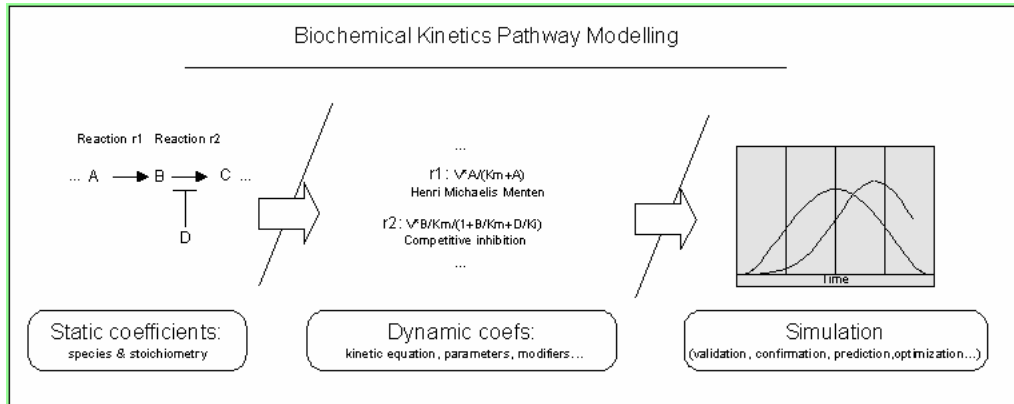 Biochemical Kinetics Pathway Modelling
Reaction r1 Reaction r2
... A B C ...
D
...
r1: V*A/(Km+A)
Henri Michaelis Menten
r2: V*B/Km/(1+B/Km+D/Ki)
Competitive inhibition
...
Time
Static coefficients:
species & stoichiometry
Dynamic coefs:
kinetic equation, parameters, modifiers...
Simulation
(validation, confirmation, prediction,optimization...)